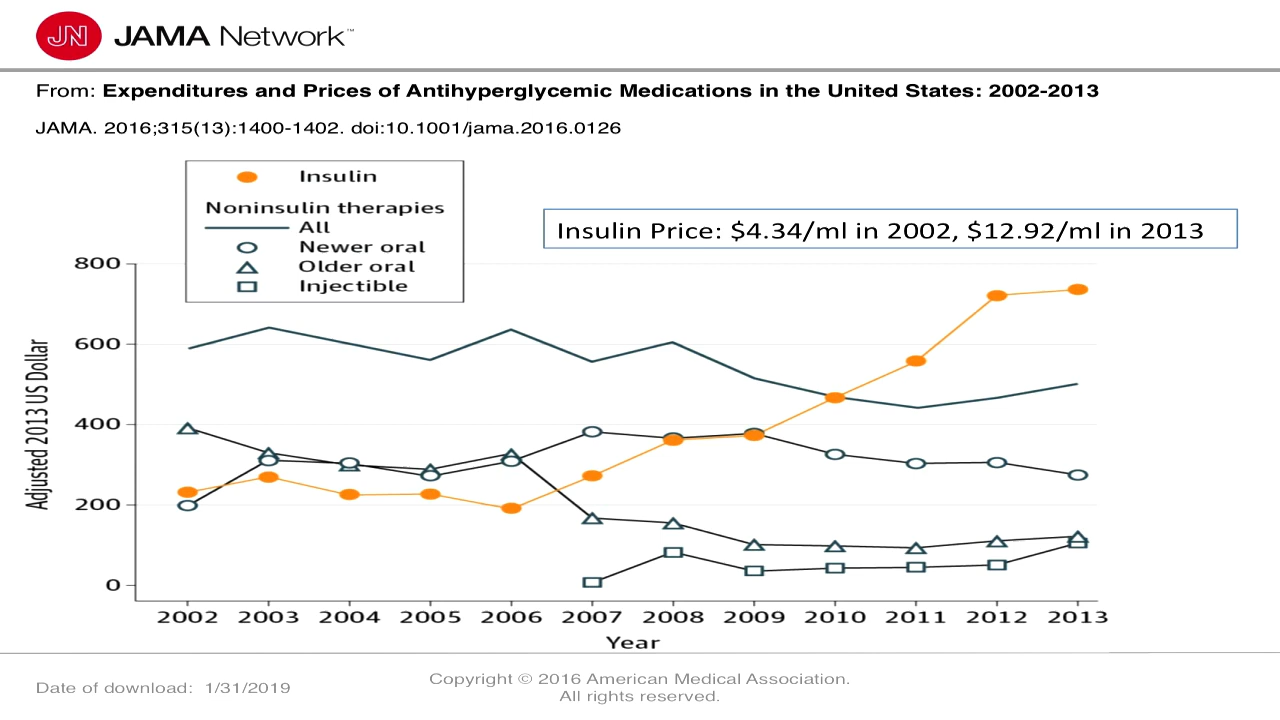 JN JAMA Network™
From: Expenditures and Prices of Antihyperglycemic Medications in the United States: 2002-2013
JAMA. 2016;315(13):1400-1402. doi:10.1001/jama.2016.0126
Insulin
Noninsulin therapies
All
Newer oral
Older oral
Injectible
Insulin Price: $4.34/ml in 2002, $12.92/ml in 2013
800
600
400
200
0
Adjusted 2013 US Dollar
2002 2003 2004 2005 2006 2007 2008 2009 2010 2011 2012 2013
Year
Date of download: 1/31/2019
Copyright © 2016 American Medical Association.
All rights reserved.